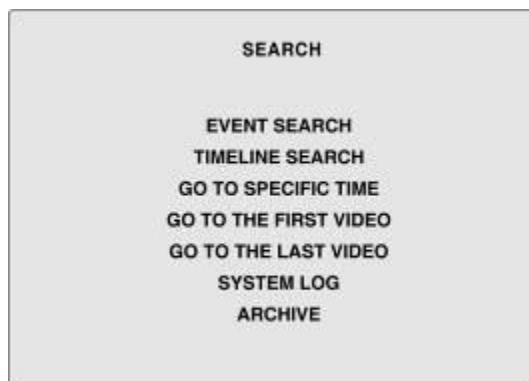 SEARCH
EVENT SEARCH
TIMELINE SEARCH
GO TO SPECIFIC TIME
GO TO THE FIRST VIDEO
GO TO THE LAST VIDEO
SYSTEM LOG
ARCHIVE